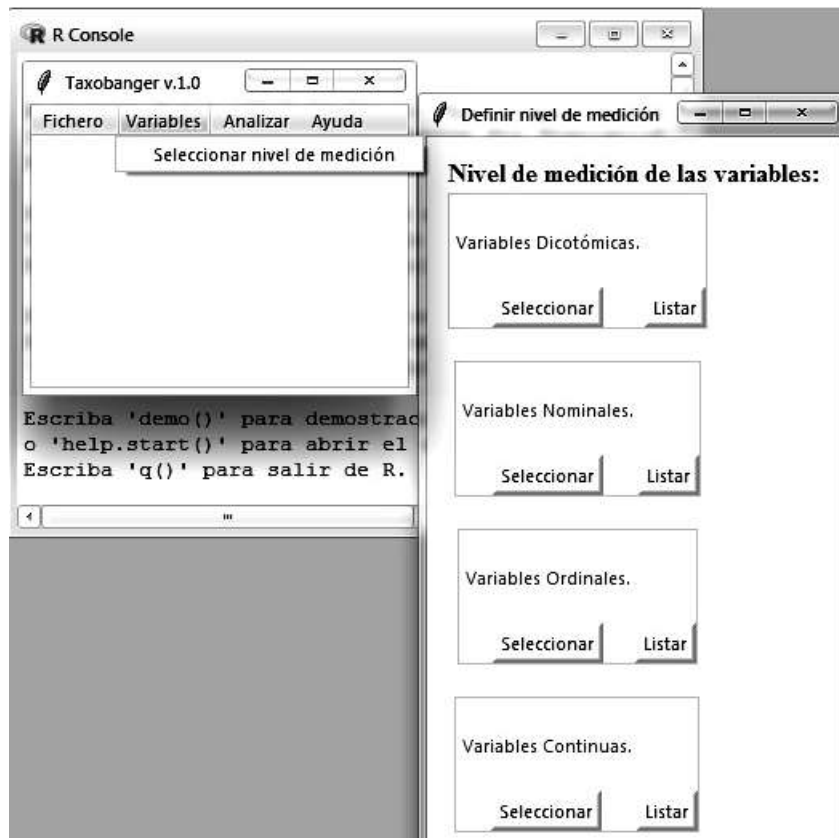 R Console
Taxobanger v.1.0
Fichero Variables Analizar Ayuda
Seleccionar nivel de medición
Escriba 'demo()' para demostrac
o 'help.start()' para abrir el
Escriba 'q()' para salir de R.
Definir nivel de medición
Nivel de medición de las variables:
Variables Dicotómicas.
Seleccionar Listar
Variables Nominales.
Seleccionar Listar
Variables Ordinales.
Seleccionar Listar
Variables Continuas.
Seleccionar Listar